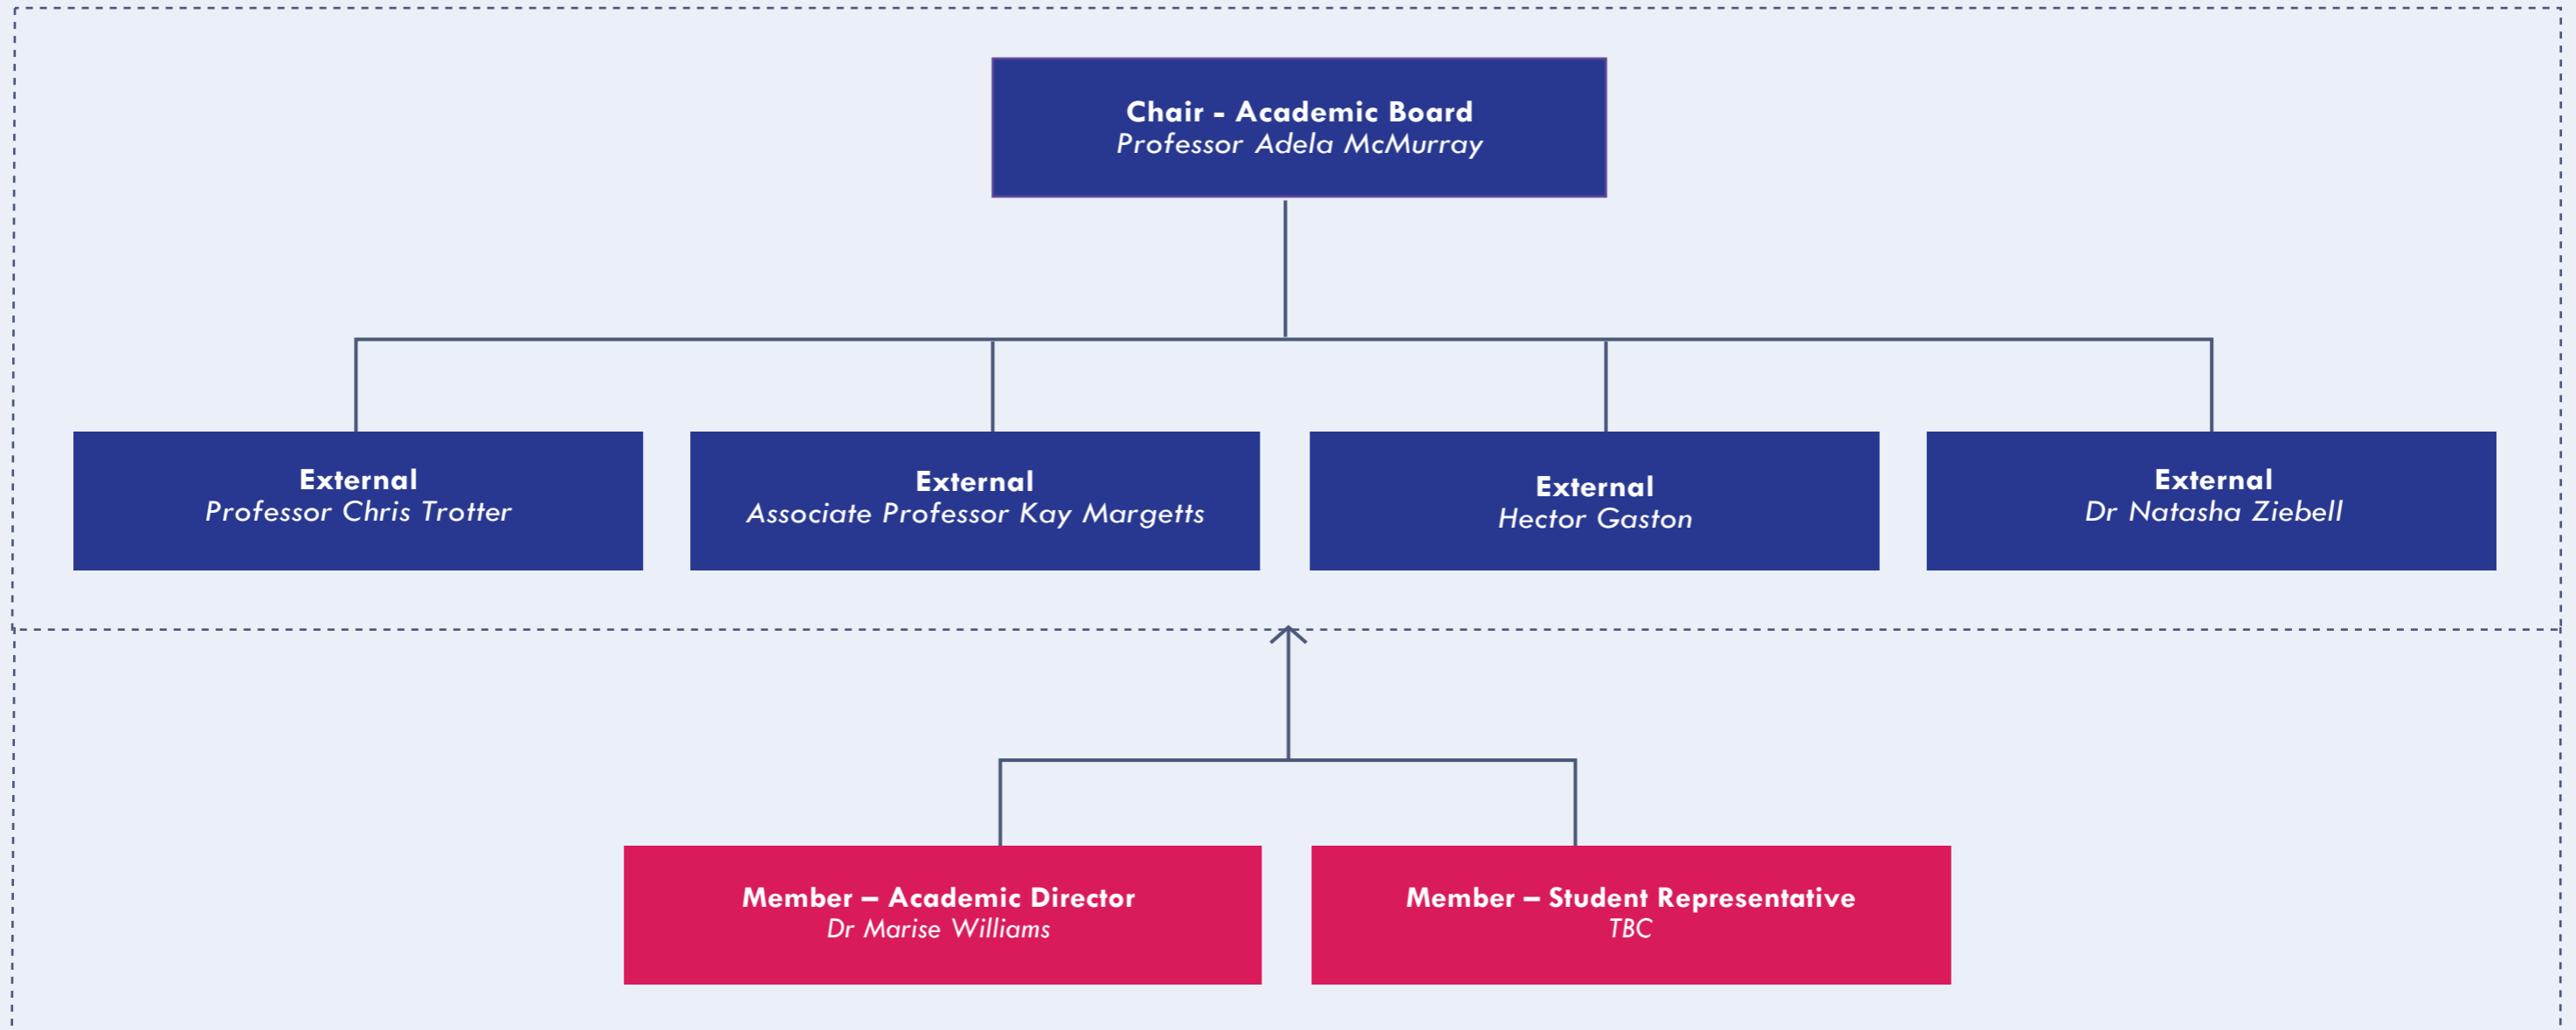 Chair - Academic Board
Professor Adela McMurray
External
Professor Chris Trotter
External
Associate Professor Kay Margetts
External
Hector Gaston
External
Dr Natasha Ziebell
Member – Academic Director
Dr Marise Williams
Member – Student Representative
TBC